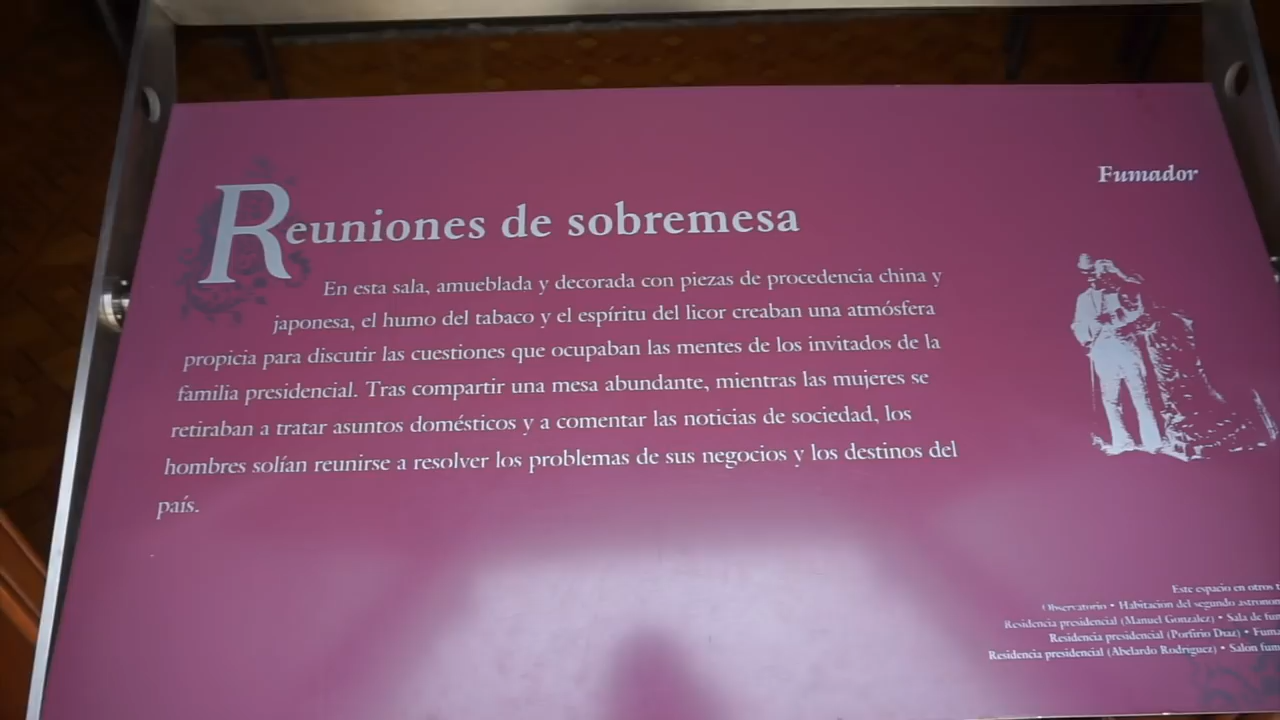 Fumador
Reuniones de sobremesa
En esta sala, amueblada y decorada con piezas de procedencia china y
japonesa, el humo del tabaco y el espíritu del licor creaban una atmósfera
propicia para discutir las cuestiones que ocupaban las mentes de los invitados de la
familia presidencial. Tras compartir una mesa abundante, mientras las mujeres se
retiraban a tratar asuntos domésticos y a comentar las noticias de sociedad, los
hombres solían reunirse a resolver los problemas de sus negocios y los destinos del
país.
Este espacio en otros
Observatorio • Habitación del segundo
Residencia presidencial (Manuel González) • Sala de
Residencia presidencial (Porfirio Díaz) •
Residencia presidencial (Abelardo Rodríguez) • Salón